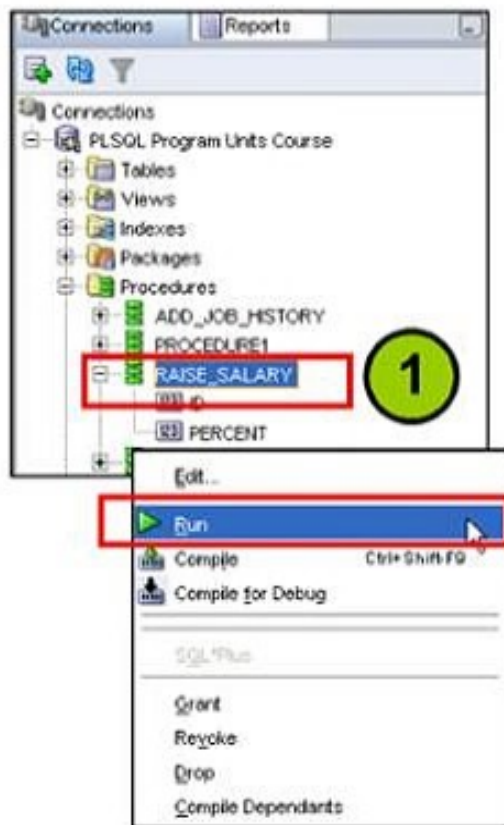 Connections
Reports
Connections
PLSQL Program Units Course
Tables
Views
Indexes
Packages
Procedures
ADD_JOB_HISTORY
PROCEDURE1
RAISE_SALARY
1
ID
PERCENT
Edit...
Run
Compile Ctrl+Shift-F9
Compile for Debug
SQL*Plus
Grant
Revoke
Drop
Compile Dependants